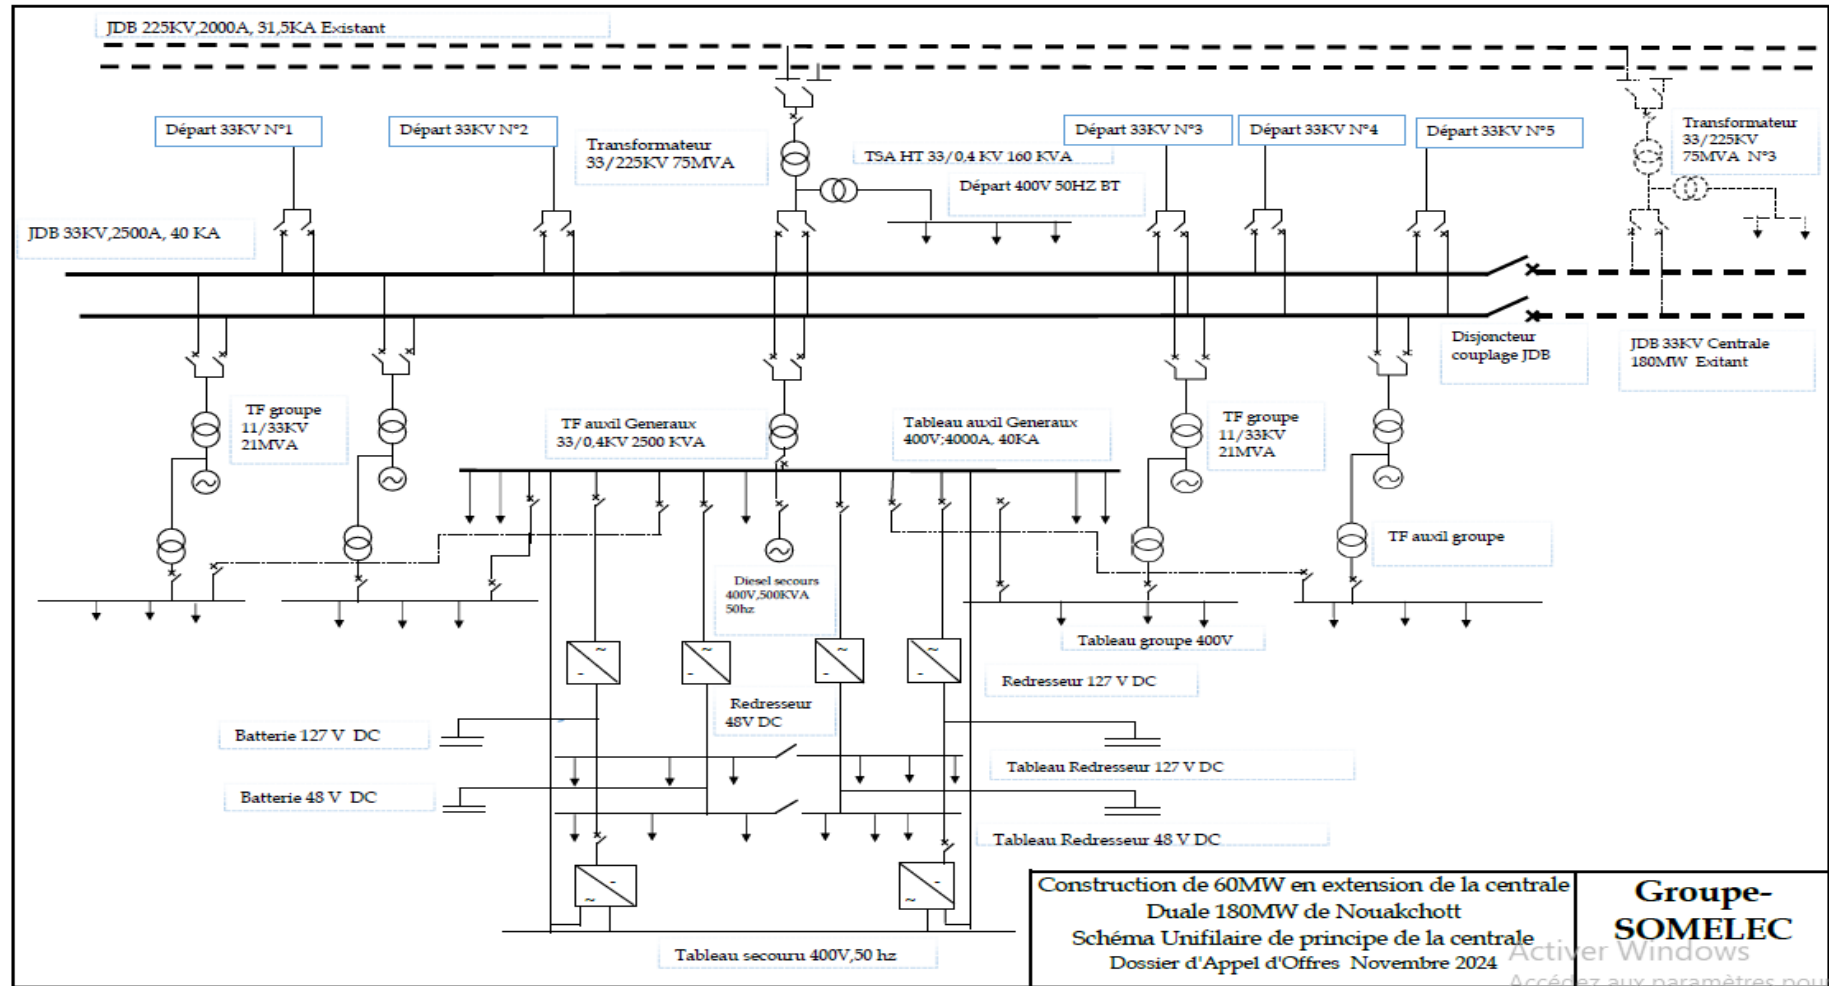 JDB 225KV,2000A, 31,5KA Existant
Départ 33KV N°1
Départ 33KV N°2
Transformateur
33/225KV 75MVA
TSA HT 33/0,4 KV 160 KVA
Départ 400V 50HZ BT
Départ 33KV N°3
Départ 33KV N°4
Départ 33KV N°5
Transformateur
33/225KV
75MVA N°3
JDB 33KV,2500A, 40 KA
Disjoncteur
couplage JDB
JDB 33KV Centrale
180MW Exitant
TF groupe
11/33KV
21MVA
TF auxil Generaux
33/0,4KV 2500 KVA
Tableau auxil Generaux
400V;4000A, 40KA
TF groupe
11/33KV
21MVA
TF auxil groupe
Diesel secours
400V,500KVA
50hz
Tableau groupe 400V
Redresseur 127 V DC
Redresseur
48V DC
Batterie 127 V DC
Tableau Redresseur 127 V DC
Batterie 48 V DC
Tableau Redresseur 48 V DC
Tableau secouru 400V,50 hz
Construction de 60MW en extension de la centrale
Duale 180MW de Nouakchott
Schéma Unifilaire de principe de la centrale
Dossier d'Appel d'Offres Novembre 2024
Groupe-
SOMELEC
Activer Windows
Accédez aux paramètres pour